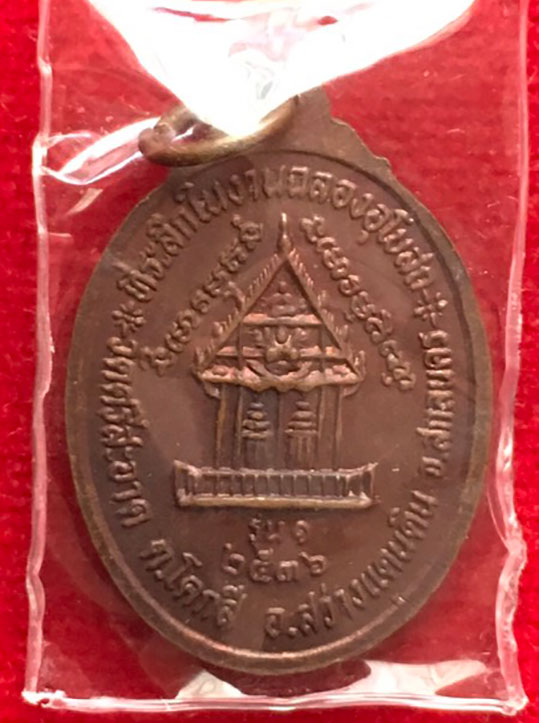 ที่ระลึกในงานฉลองอุโบสถ
รุ่น ๑
๒๕๓๖
วัดศรีสะอาด ต.โคกสี อ.สว่างแดนดิน จ.สกลนคร